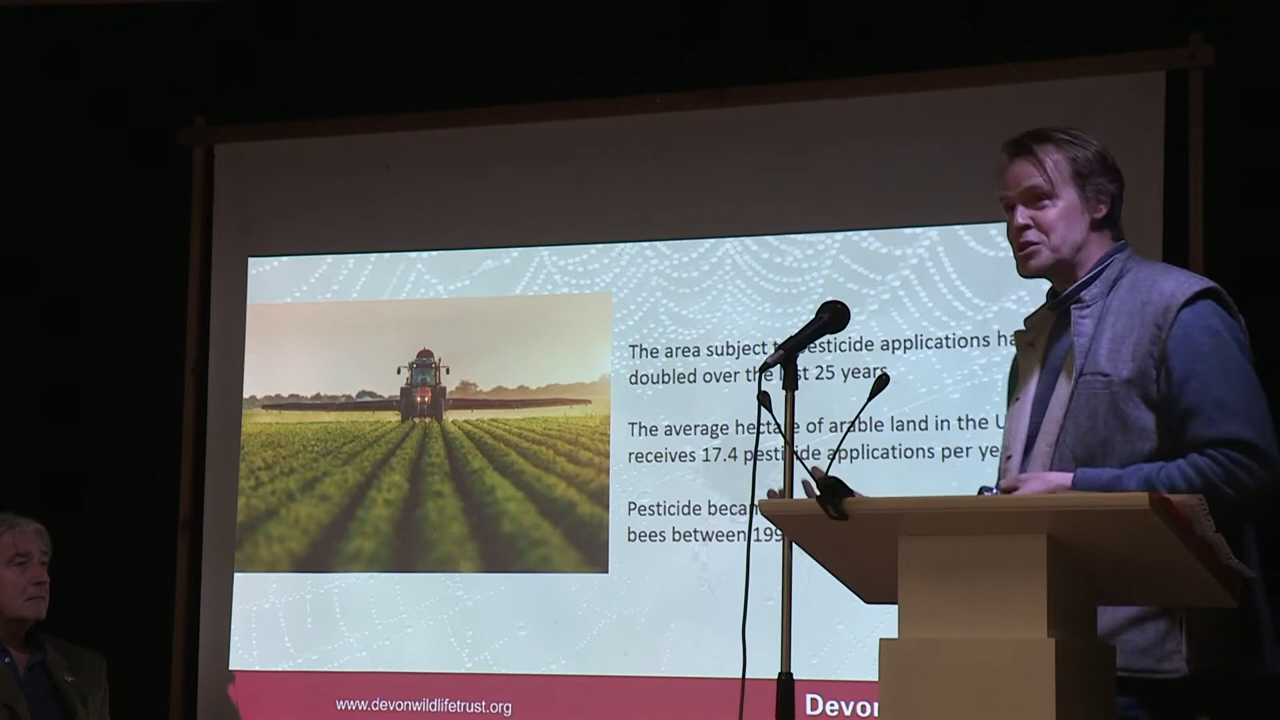 The area subject to pesticide applications ha
doubled over the last 25 years
The average hectare of arable land in the U
receives 17.4 pesticide applications per ye
Pesticide becam
bees between 199
www.devonwildlifetrust.org
Devon